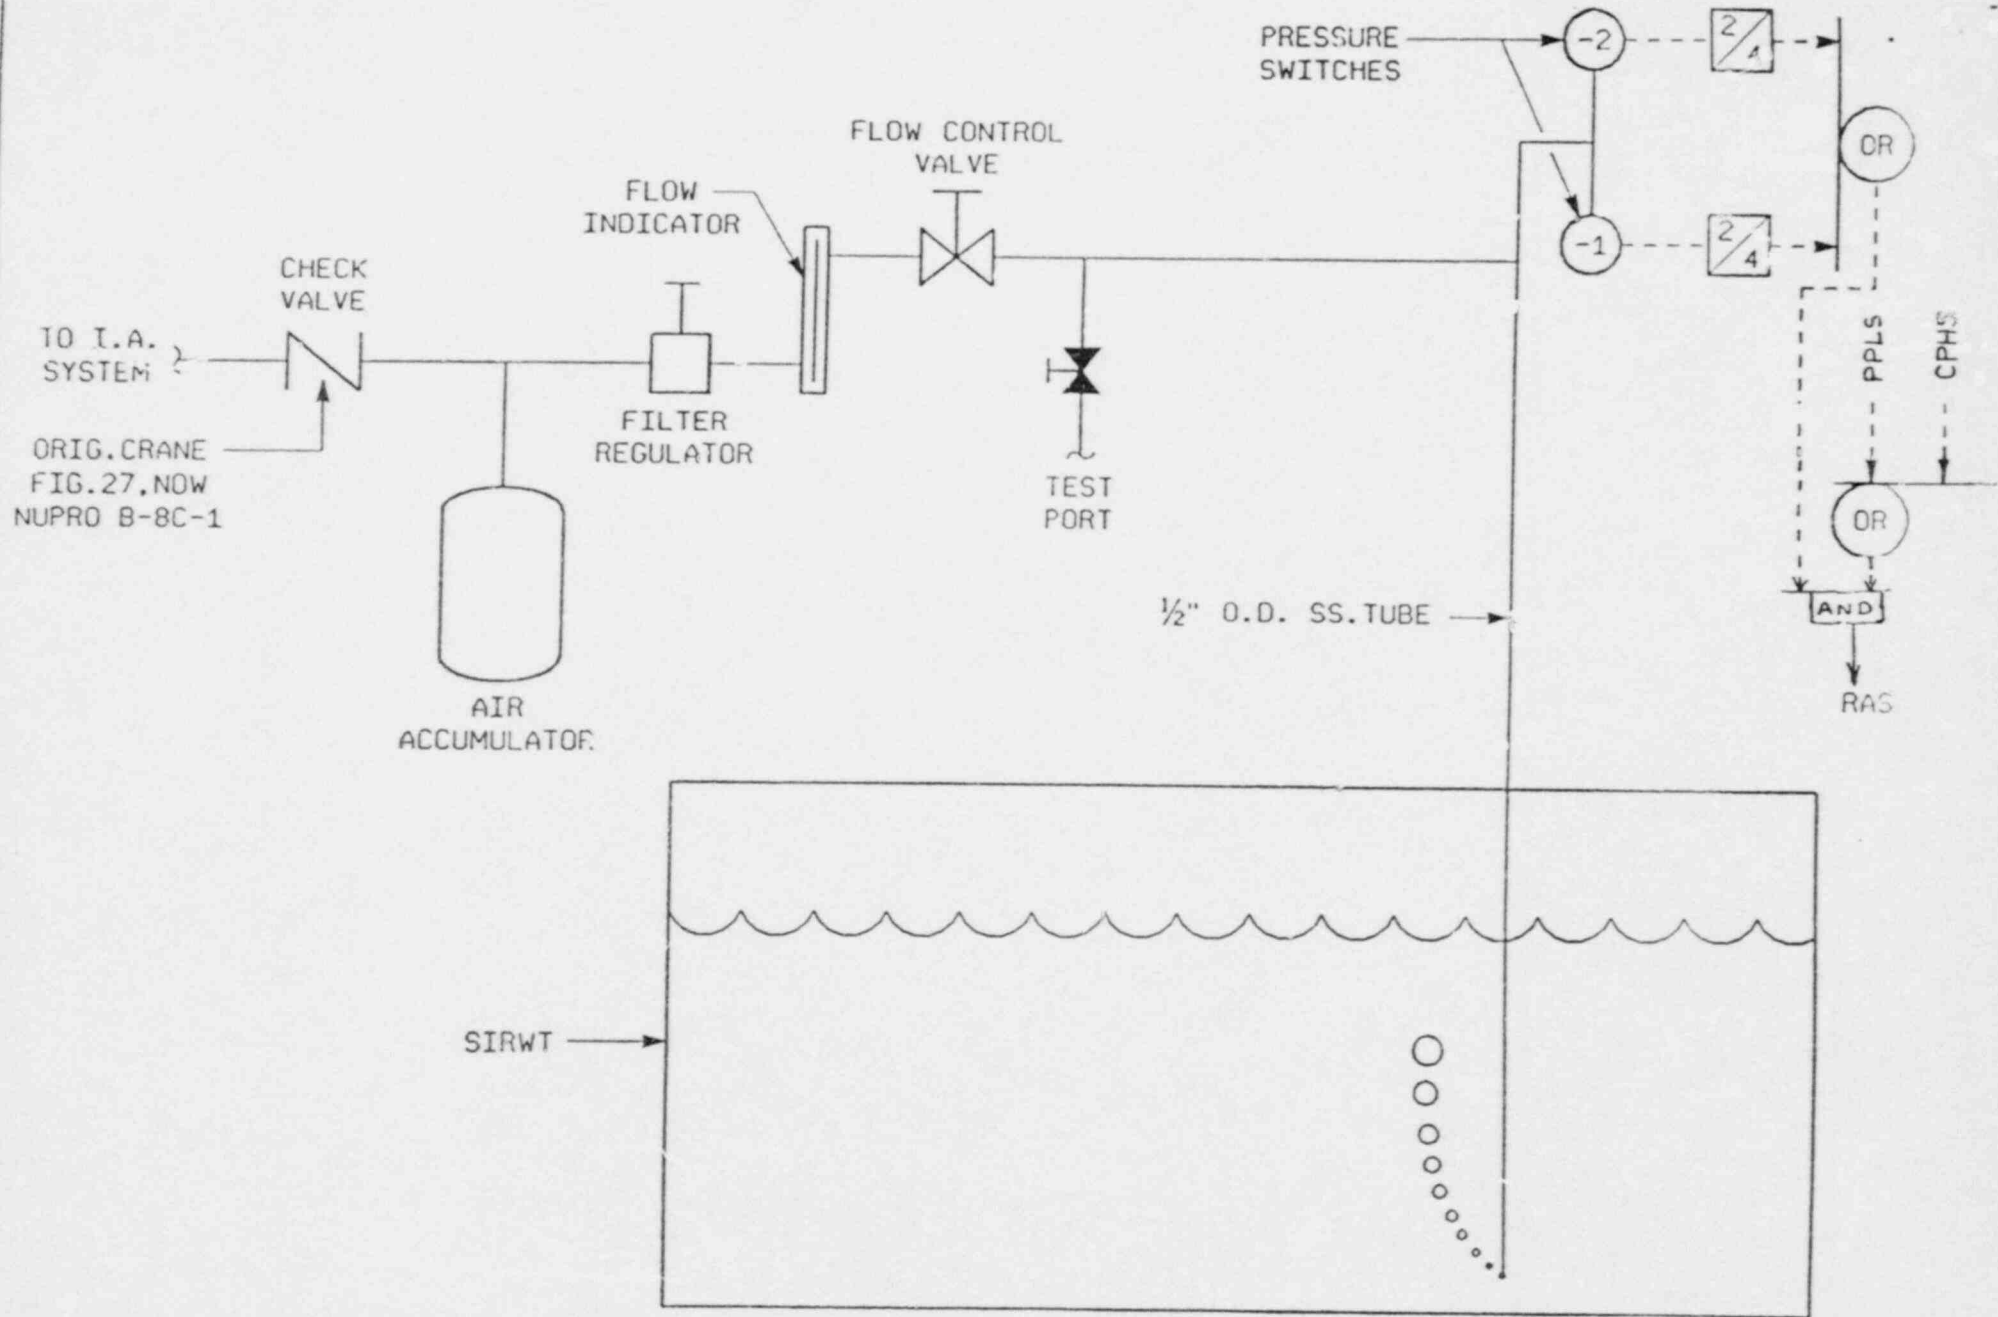 PRESSURE
SWITCHES
-2
2/4
OR
FLOW CONTROL
VALVE
FLOW
INDICATOR
-1
2/4
CHECK
VALVE
TO I.A.
SYSTEM
PPLS
CPHS
FILTER
REGULATOR
ORIG.CRANE
FIG.27,NOW
NUPRO B-8C-1
TEST
PORT
OR
½" O.D. SS.TUBE
AND
RAS
AIR
ACCUMULATOR
SIRWT